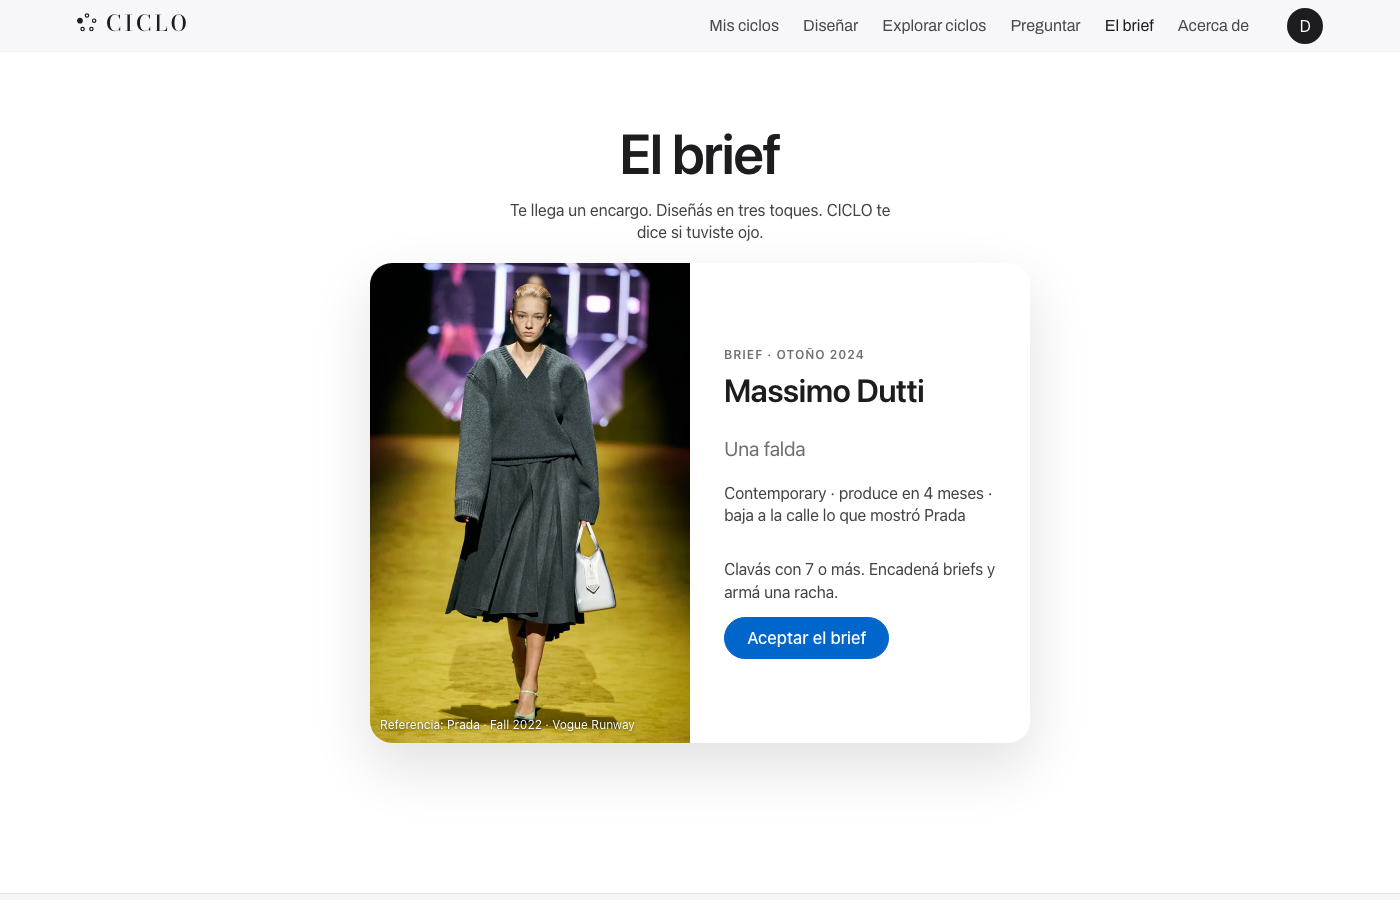 CICLO
Mis ciclos
Diseñar
Explorar ciclos
Preguntar
El brief
Acerca de
D
El brief
Te llega un encargo. Diseñás en tres toques. CICLO te
dice si tuviste ojo.
BRIEF · OTOÑO 2024
Massimo Dutti
Una falda
Contemporary · produce en 4 meses ·
baja a la calle lo que mostró Prada
Clavás con 7 o más. Encadená briefs y
armá una racha.
Aceptar el brief
Referencia: Prada · Fall 2022 · Vogue Runway